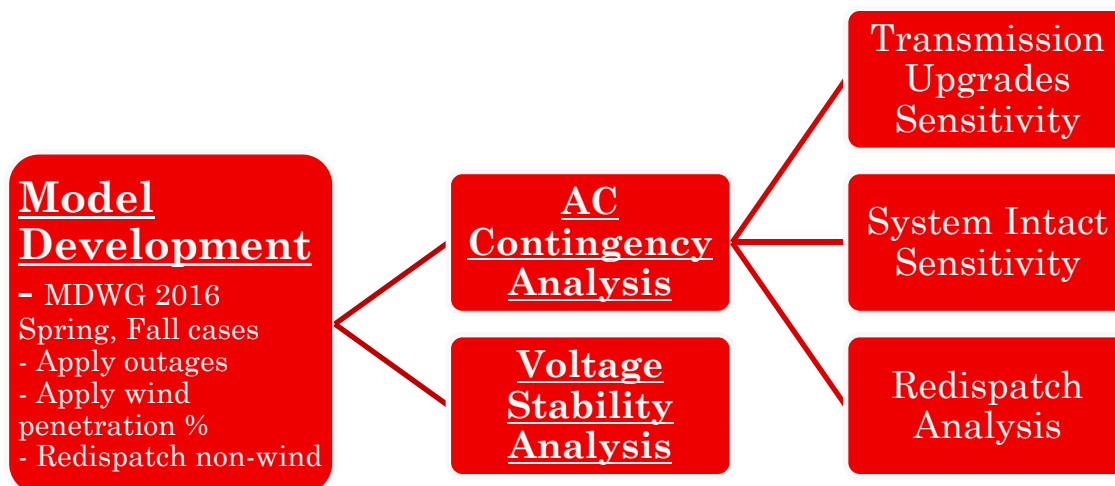 Model
Development
- MDWG 2016
Spring, Fall cases
- Apply outages
- Apply wind
penetration %
- Redispatch non-wind
AC
Contingency
Analysis
Voltage
Stability
Analysis
Transmission
Upgrades
Sensitivity
System Intact
Sensitivity
Redispatch
Analysis